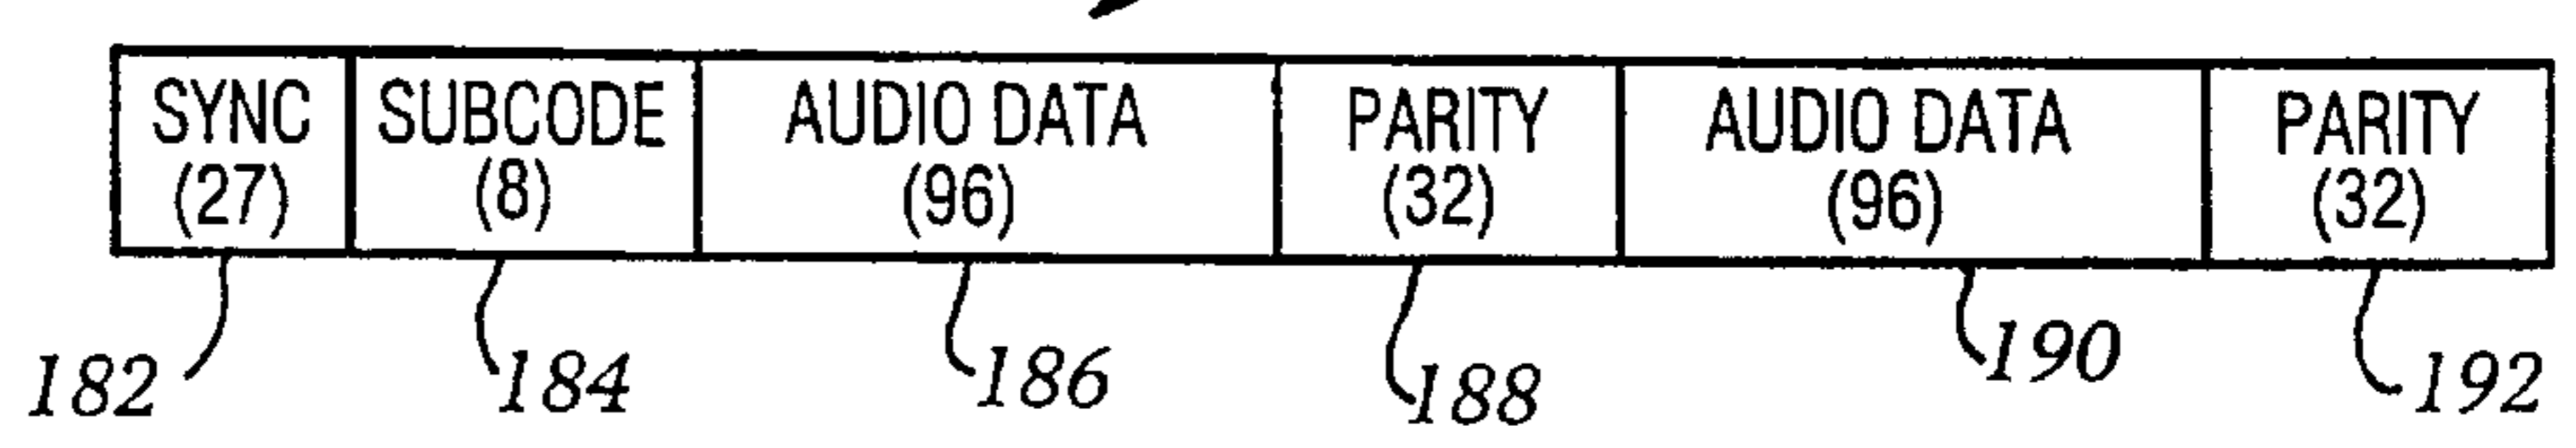 SYNC SUBCODE AUDIO DATA PARITY AUDIO DATA PARITY
(27) (8) (96) (32) (96) (32)
182 184 186 188 190 192